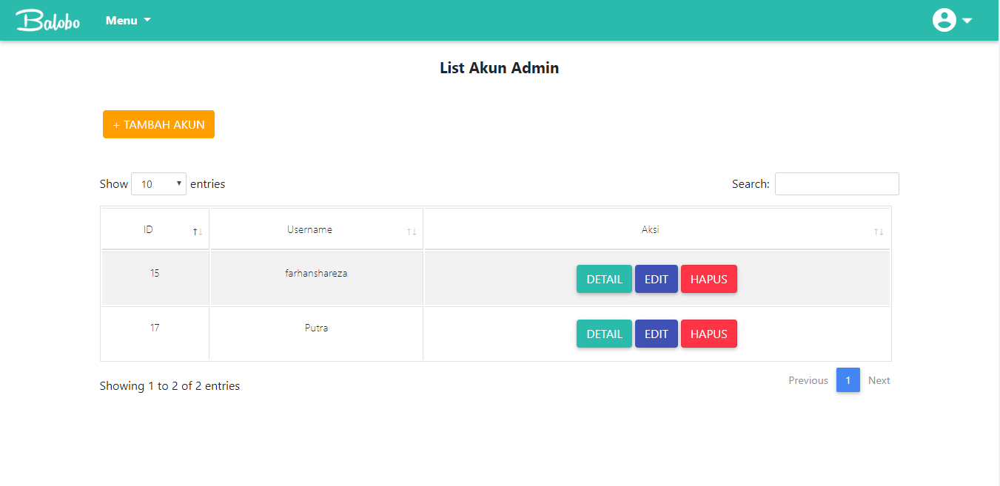 Balobo Menu
List Akun Admin
+ TAMBAH AKUN
Show 10 entries Search:
ID Username Aksi
15 farhanshareza DETAIL EDIT HAPUS
17 Putra DETAIL EDIT HAPUS
Showing 1 to 2 of 2 entries Previous 1 Next